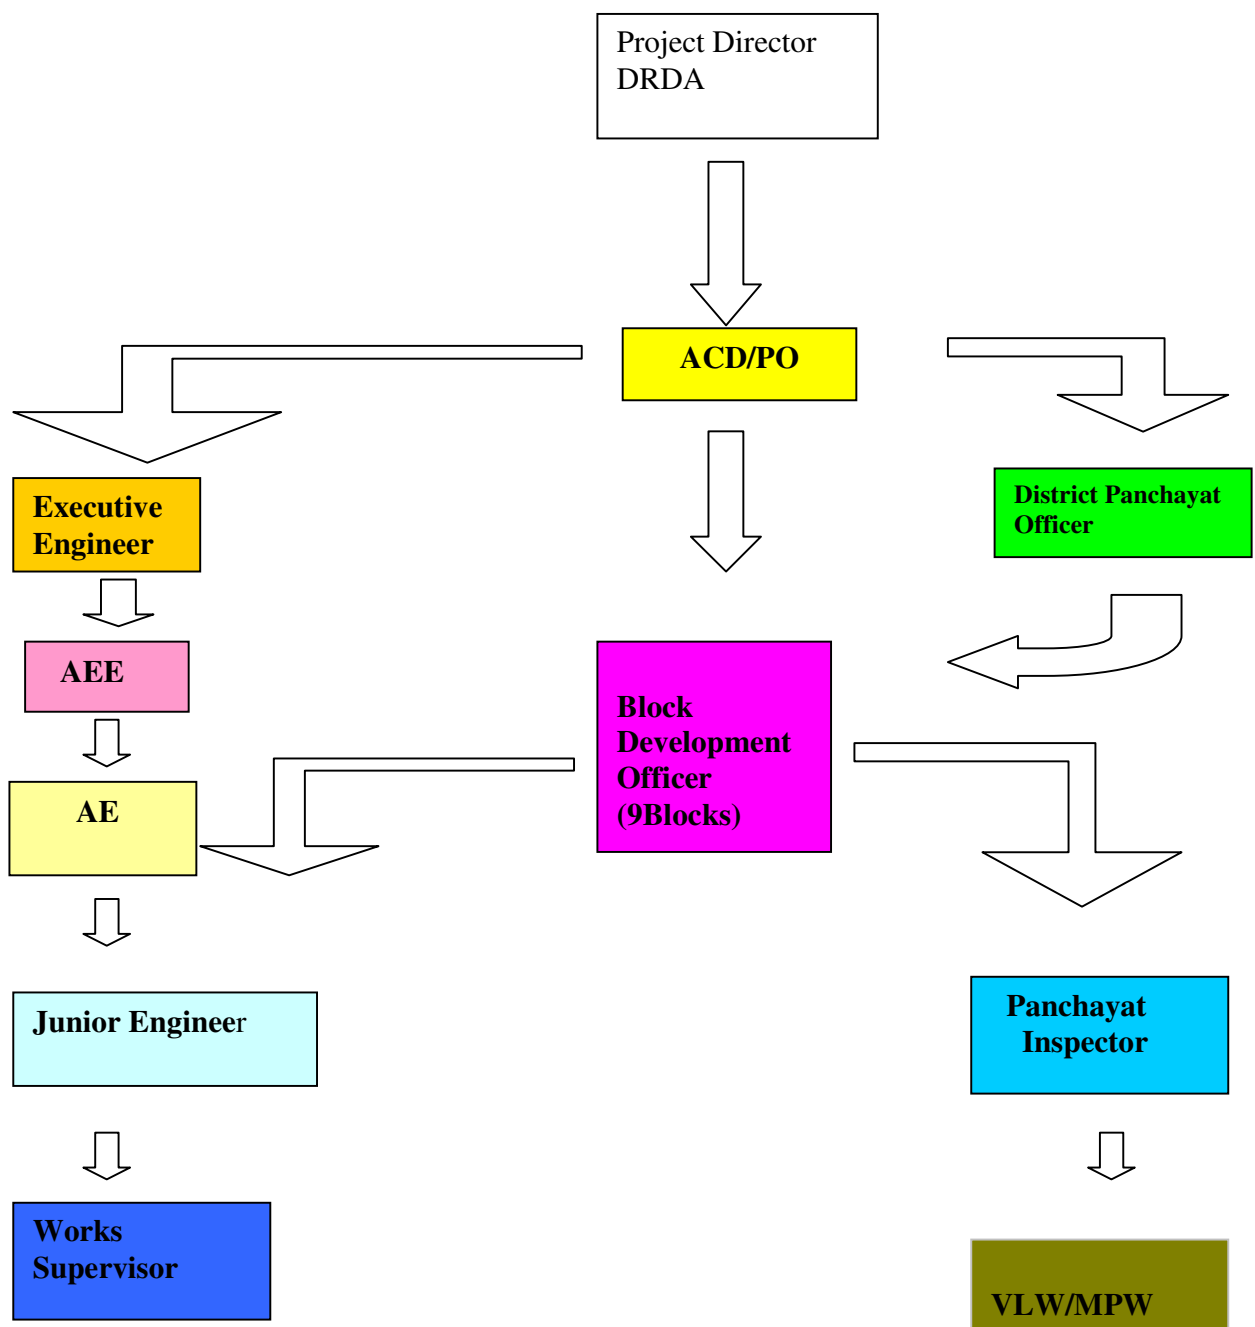 Project Director
DRDA
ACD/PO
Executive
Engineer
District Panchayat
Officer
AEE
Block
Development
Officer
(9Blocks)
AE
Junior Engineer
Panchayat
Inspector
Works
Supervisor
VLW/MPW